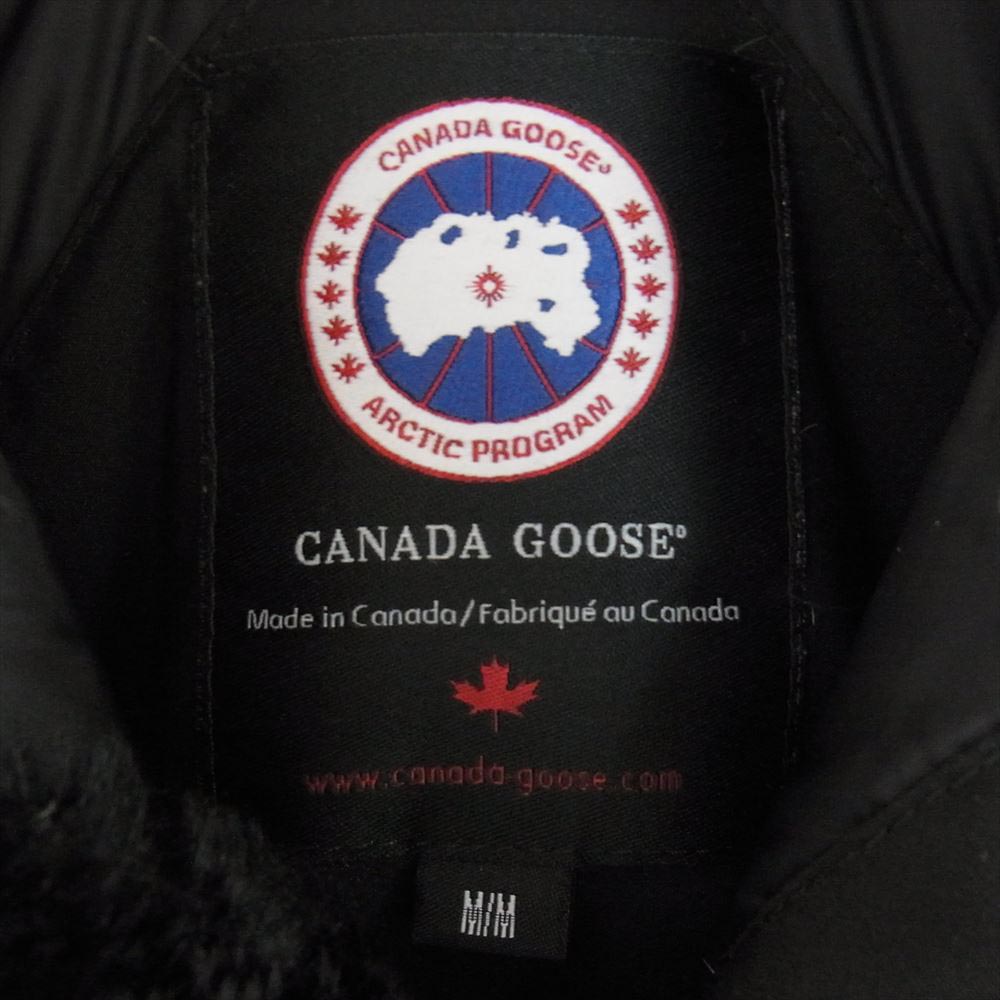 CANADA GOOSE®
ARCTIC PROGRAM
CANADA GOOSE®
Made in Canada/Fabriqué au Canada
www.canada-goose.com
M/M